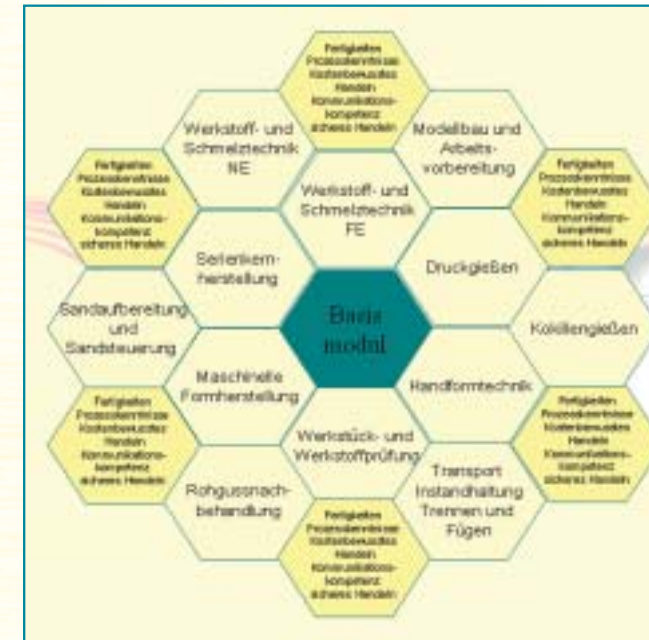 Fertigkeiten
Prozesskenntnisse
Kostenbewusstes
Handeln
Kommunikations-
kompetenz
sicheres Handeln
Werkstoff- und
Schmelztechnik
NE
Modellbau und
Arbeits-
vorbereitung
Fertigkeiten
Prozesskenntnisse
Kostenbewusstes
Handeln
Kommunikations-
kompetenz
sicheres Handeln
Werkstoff- und
Schmelztechnik
FE
Fertigkeiten
Prozesskenntnisse
Kostenbewusstes
Handeln
Kommunikations-
kompetenz
sicheres Handeln
Serienkern-
herstellung
Druckgießen
Sandaufbereitung
und
Sandsteuerung
Basis
modul
Kokillengießen
Maschinelle
Formherstellung
Handformtechnik
Fertigkeiten
Prozesskenntnisse
Kostenbewusstes
Handeln
Kommunikations-
kompetenz
sicheres Handeln
Werkstück- und
Werkstoffprüfung
Fertigkeiten
Prozesskenntnisse
Kostenbewusstes
Handeln
Kommunikations-
kompetenz
sicheres Handeln
Rohgussnach-
behandlung
Transport
Instandhaltung
Trennen und
Fügen
Fertigkeiten
Prozesskenntnisse
Kostenbewusstes
Handeln
Kommunikations-
kompetenz
sicheres Handeln